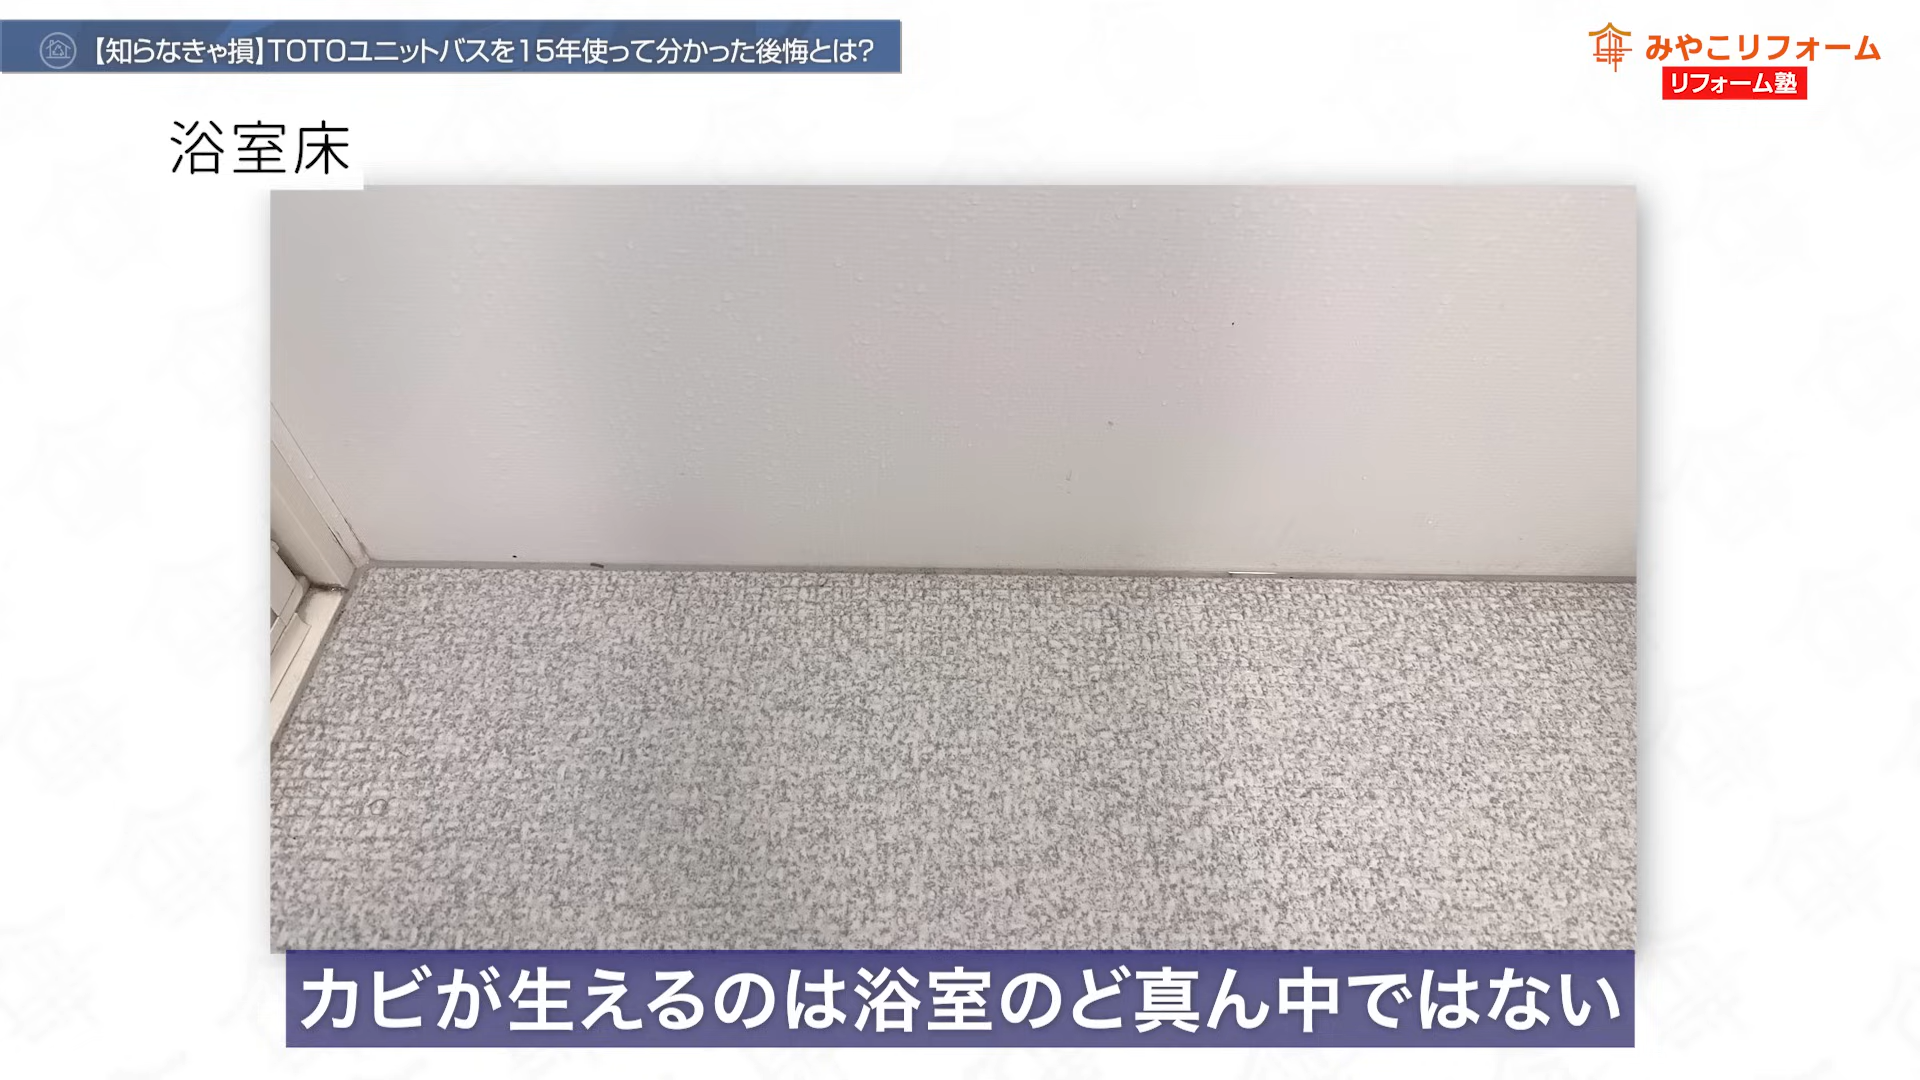 【知らなきゃ損】TOTOユニットバスを15年使って分かった後悔とは?
みやこリフォーム
リフォーム塾
浴室床
カビが生えるのは浴室のど真ん中ではない